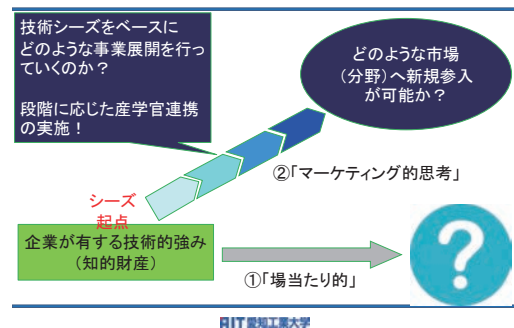 技術シーズをベースに
どのような事業展開を行っ
ていくのか？
段階に応じた産学官連携
の実施！
どのような市場
（分野）へ新規参入
が可能か？
②「マーケティング的思考」
シーズ
起点
企業が有する技術的強み
（知的財産）
①「場当たり的」
?
AIT 愛知工業大学